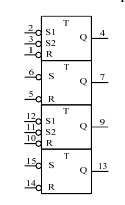 T
2 S1
3 S2 Q 4
1 R
T
6 S Q 7
5 R
T
12 S1
11 S2 Q 9
10 R
T
15 S Q 13
14 R